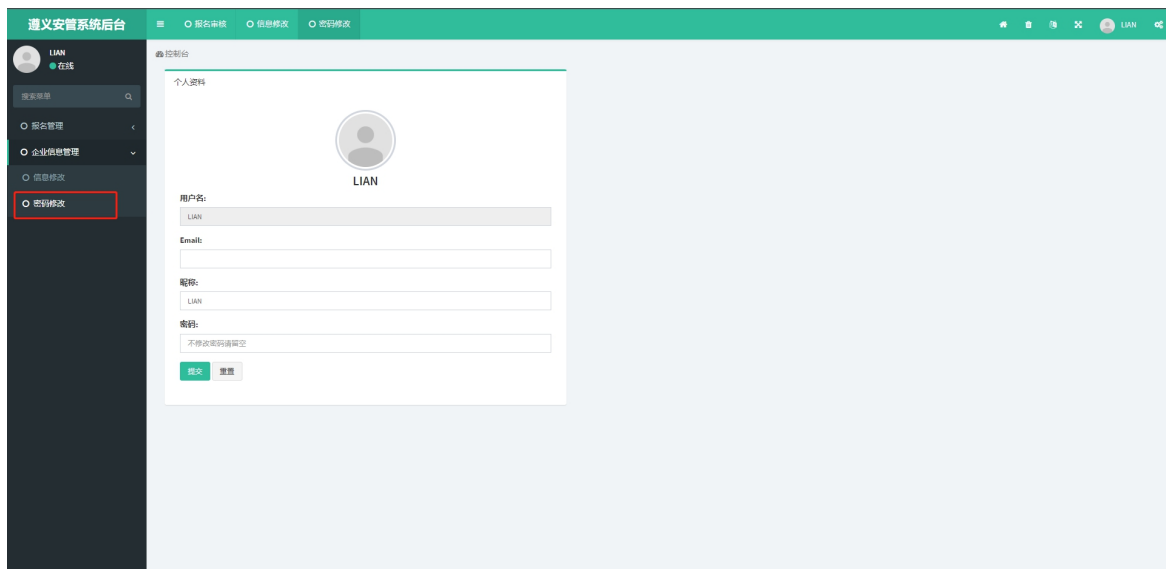 遵义安管系统后台
报名审核 信息修改 密码修改 LIAN
LIAN
在线
搜索菜单
报名管理
企业信息管理
信息修改
密码修改
控制台
个人资料
LIAN
用户名:
LIAN
Email:
昵称:
LIAN
密码:
不修改密码请留空
提交 重置